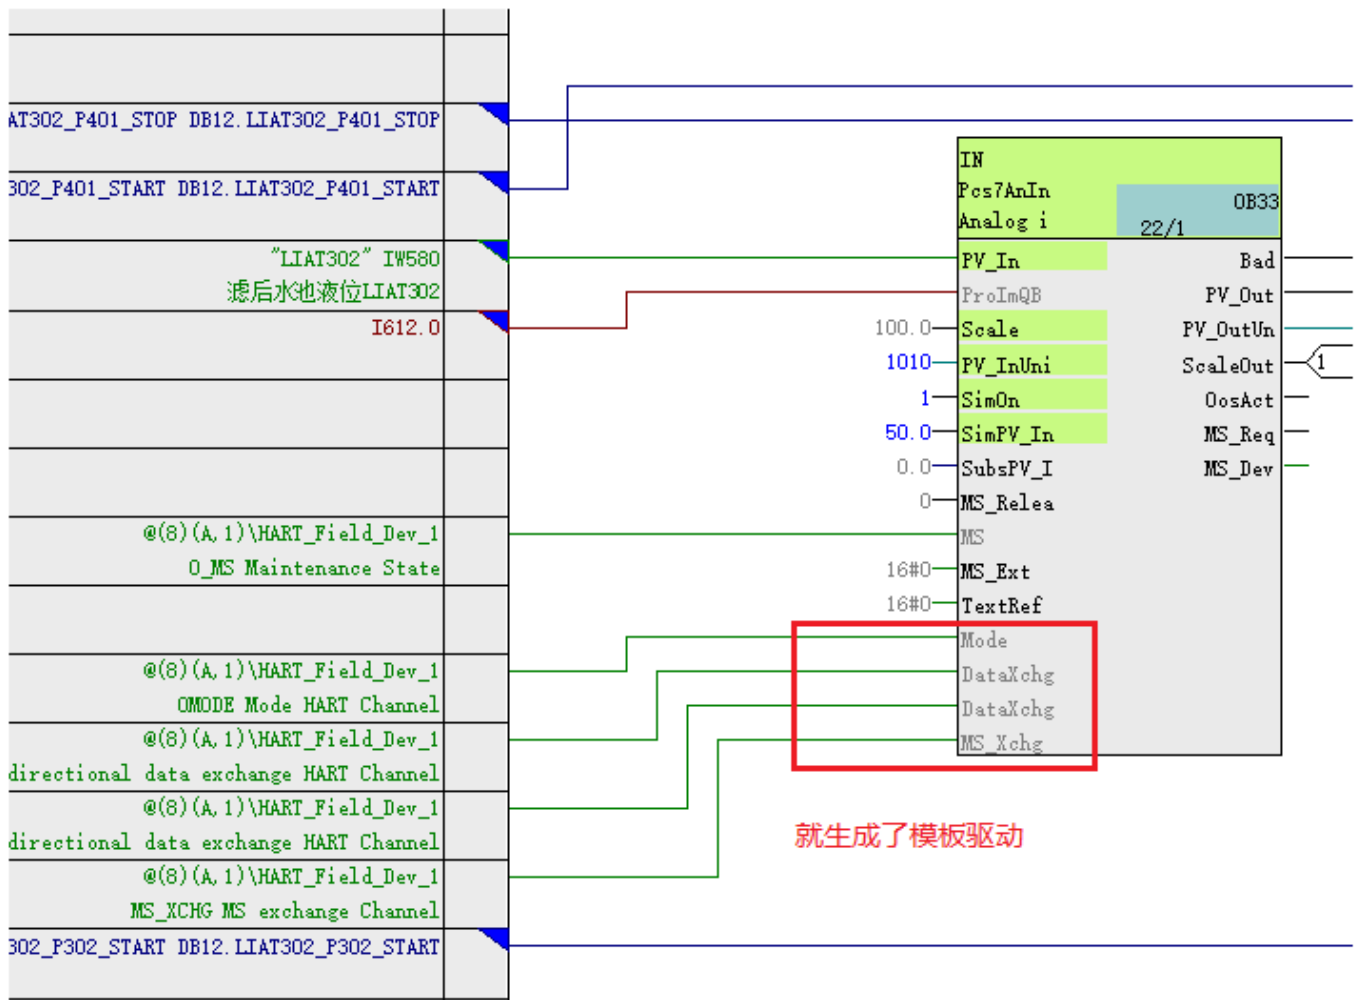 AT302_P401_STOP DB12.LIAT302_P401_STOP
302_P401_START DB12.LIAT302_P401_START
"LIAT302" IW580
滤后水池液位LIAT302
I612.0
@(8)(A,1)\HART_Field_Dev_1
O_MS Maintenance State
@(8)(A,1)\HART_Field_Dev_1
OMODE Mode HART Channel
@(8)(A,1)\HART_Field_Dev_1
directional data exchange HART Channel
@(8)(A,1)\HART_Field_Dev_1
directional data exchange HART Channel
@(8)(A,1)\HART_Field_Dev_1
MS_XCHG MS exchange Channel
302_P302_START DB12.LIAT302_P302_START
IN
Pcs7AnIn
Analog i
OB33
22/1
PV_In Bad
ProImQB PV_Out
100.0 Scale PV_OutUn
1010 PV_InUni ScaleOut 1
1 SimOn OosAct
50.0 SimPV_In MS_Req
0.0 SubsPV_I MS_Dev
0 MS_Relea
MS
16#0 MS_Ext
16#0 TextRef
Mode
DataXchg
DataXchg
MS_Xchg
就生成了模板驱动